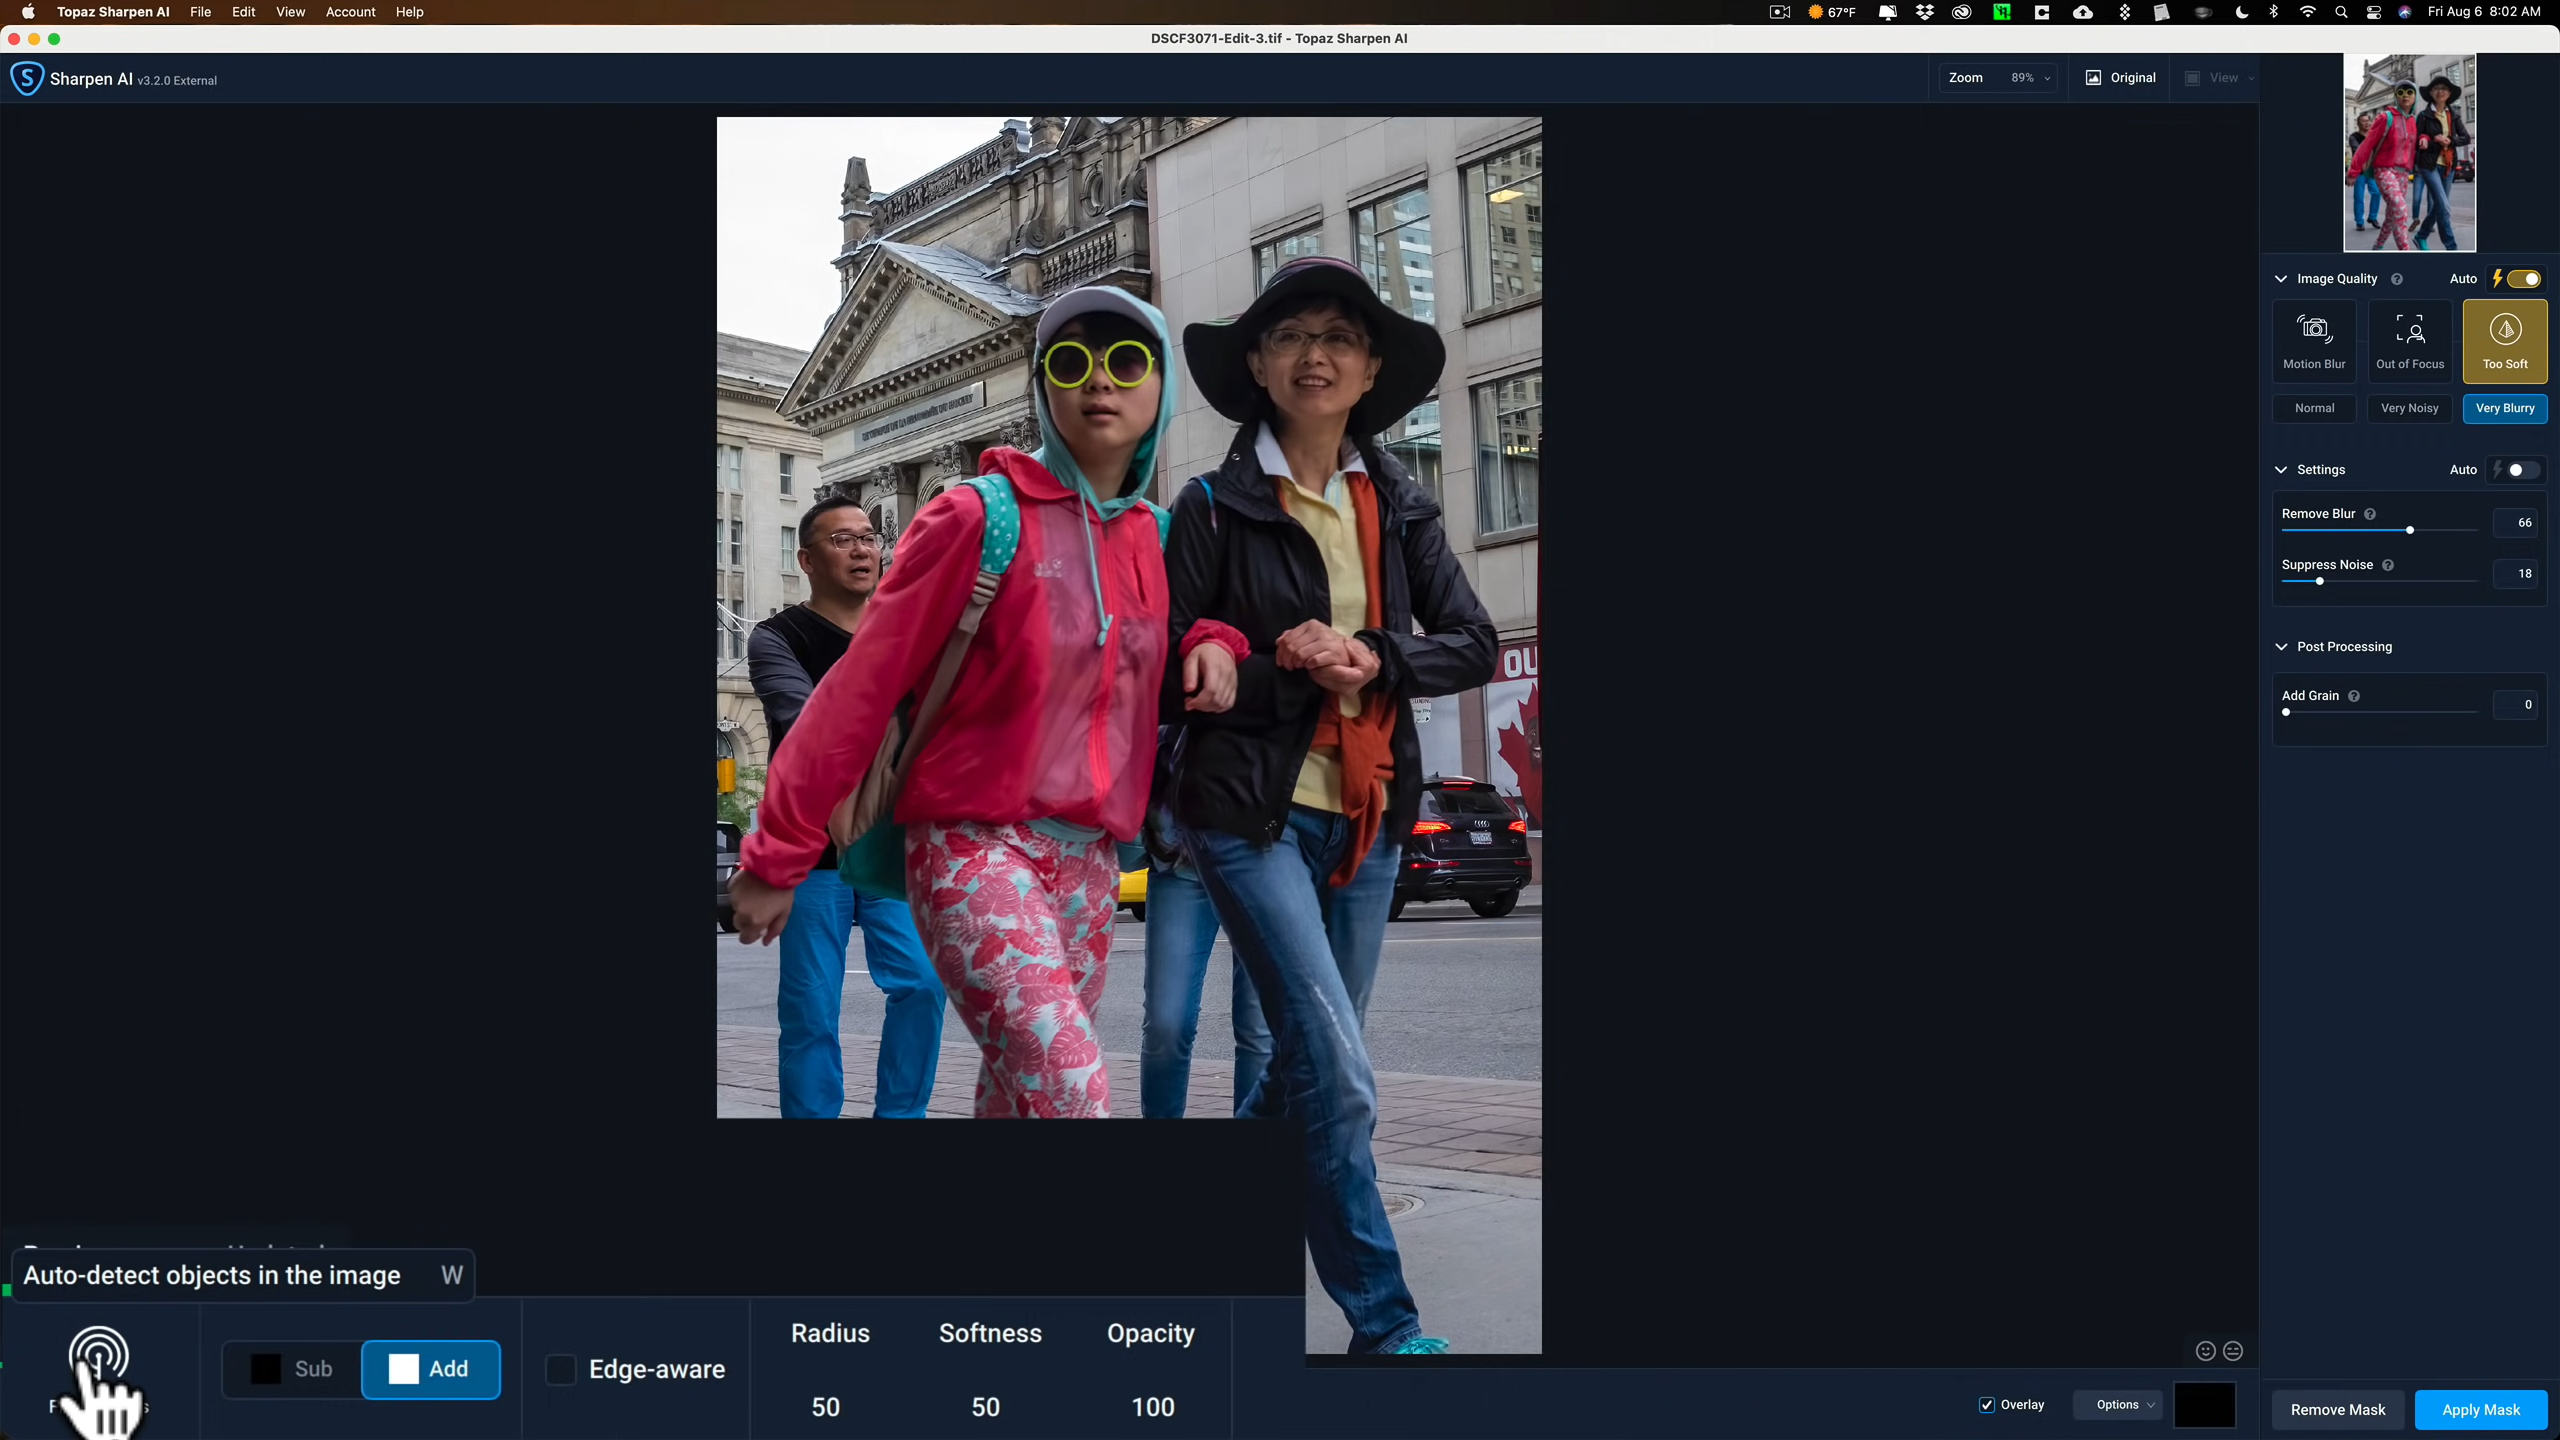 Topaz Sharpen AI File Edit View Account Help
67°F
Fri Aug 6 8:02 AM
DSCF3071-Edit-3.tif - Topaz Sharpen AI
Sharpen AI v3.2.0 External
Zoom 89%
Original
View
Image Quality
Auto
Motion Blur
Out of Focus
Too Soft
Normal
Very Noisy
Very Blurry
Settings
Auto
Remove Blur
66
Suppress Noise
18
Post Processing
Add Grain
0
OU
Auto-detect objects in the image W
Sub
Add
Edge-aware
Radius
50
Softness
50
Opacity
100
Overlay
Options
Remove Mask
Apply Mask